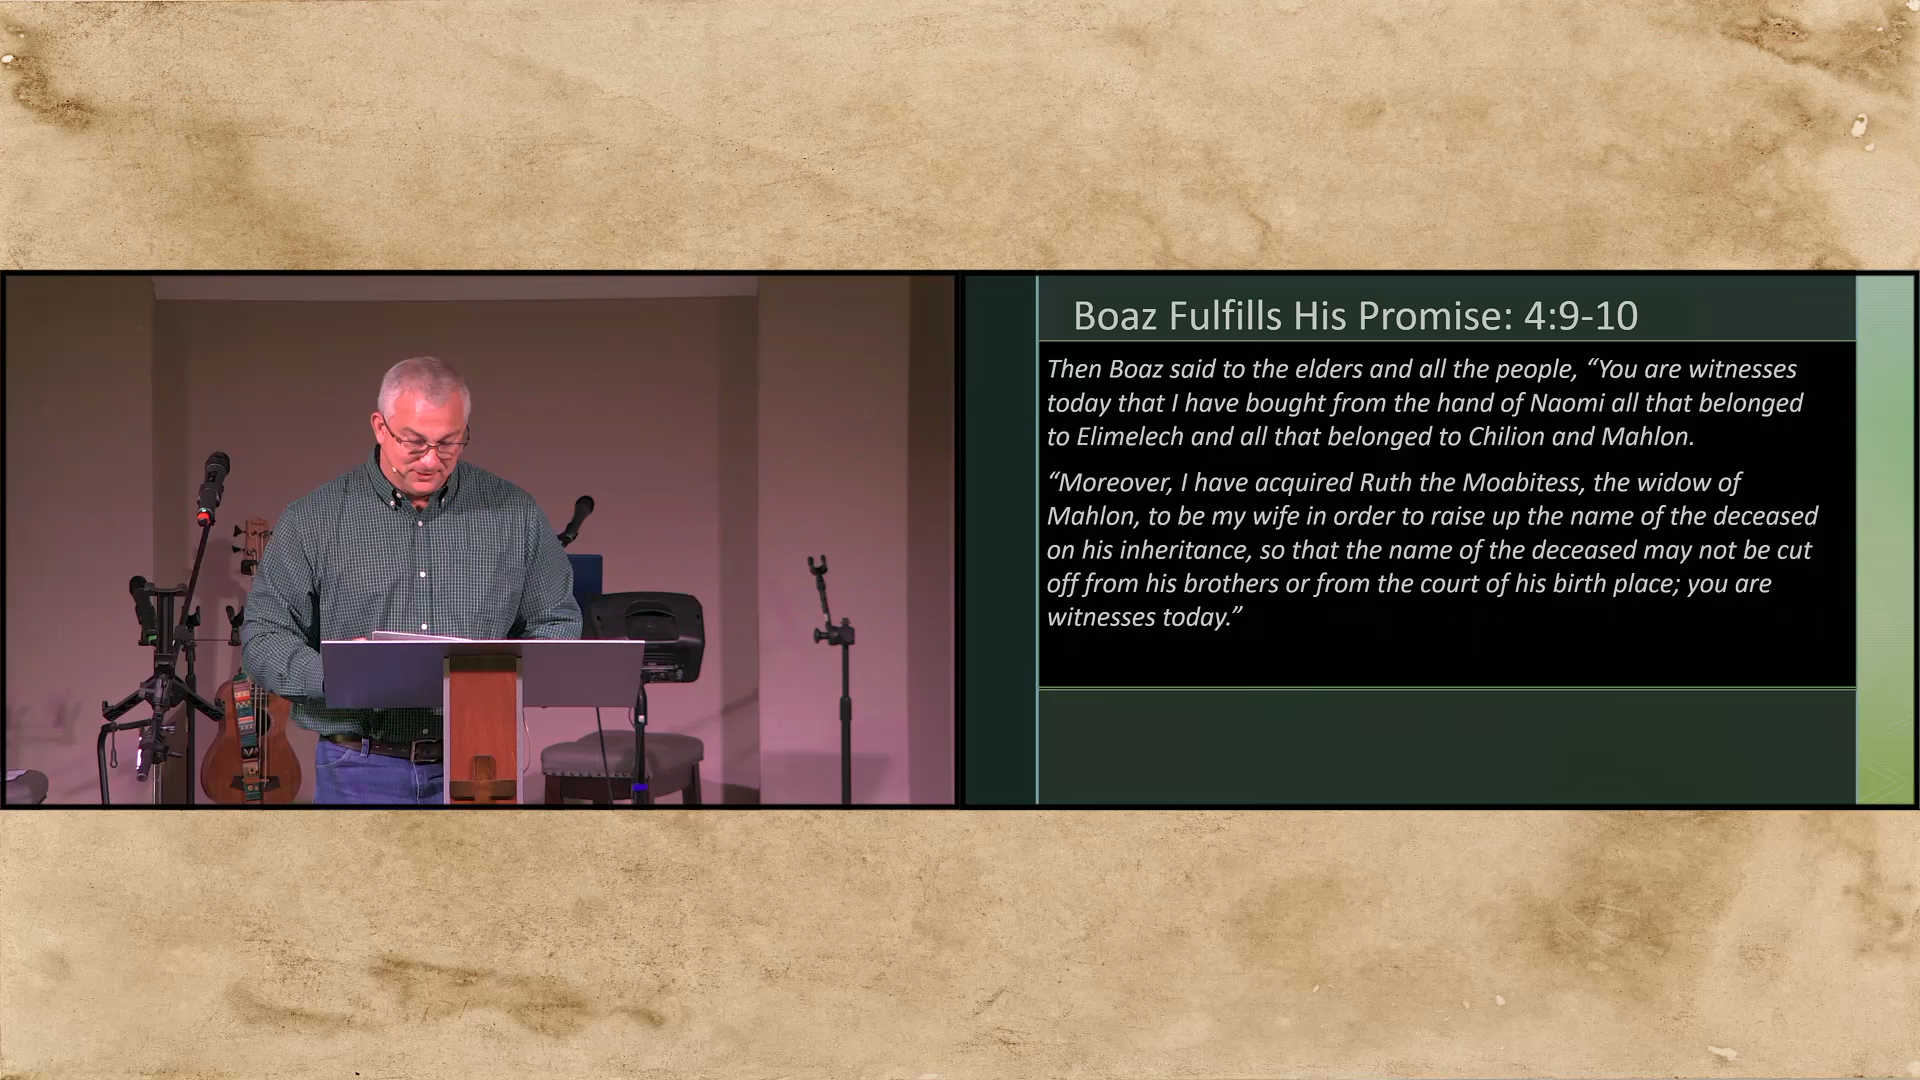 Boaz Fulfills His Promise: 4:9-10
Then Boaz said to the elders and all the people, “You are witnesses
today that I have bought from the hand of Naomi all that belonged
to Elimelech and all that belonged to Chilion and Mahlon.
“Moreover, I have acquired Ruth the Moabitess, the widow of
Mahlon, to be my wife in order to raise up the name of the deceased
on his inheritance, so that the name of the deceased may not be cut
off from his brothers or from the court of his birth place; you are
witnesses today.”